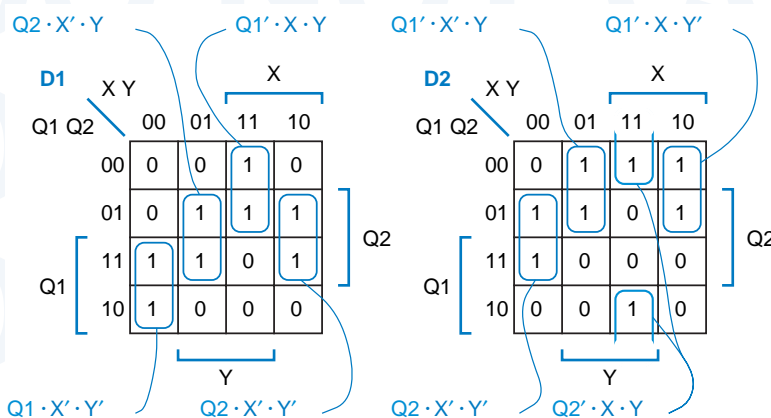 Q2 · X′ · Y Q1′ · X · Y Q1′ · X′ · Y Q1′ · X · Y′
D1 X D2 X
X Y X Y
Q1 Q2 00 01 11 10 Q1 Q2 00 01 11 10
00 0 0 1 0 00 0 1 1 1
01 0 1 1 1 01 1 1 0 1
Q2 Q2
11 1 1 0 1 11 1 0 0 0
Q1 Q1
10 1 0 0 0 10 0 0 1 0
Y Y
Q1 · X′ · Y′ Q2 · X′ · Y′ Q2 · X′ · Y′ Q2′ · X · Y